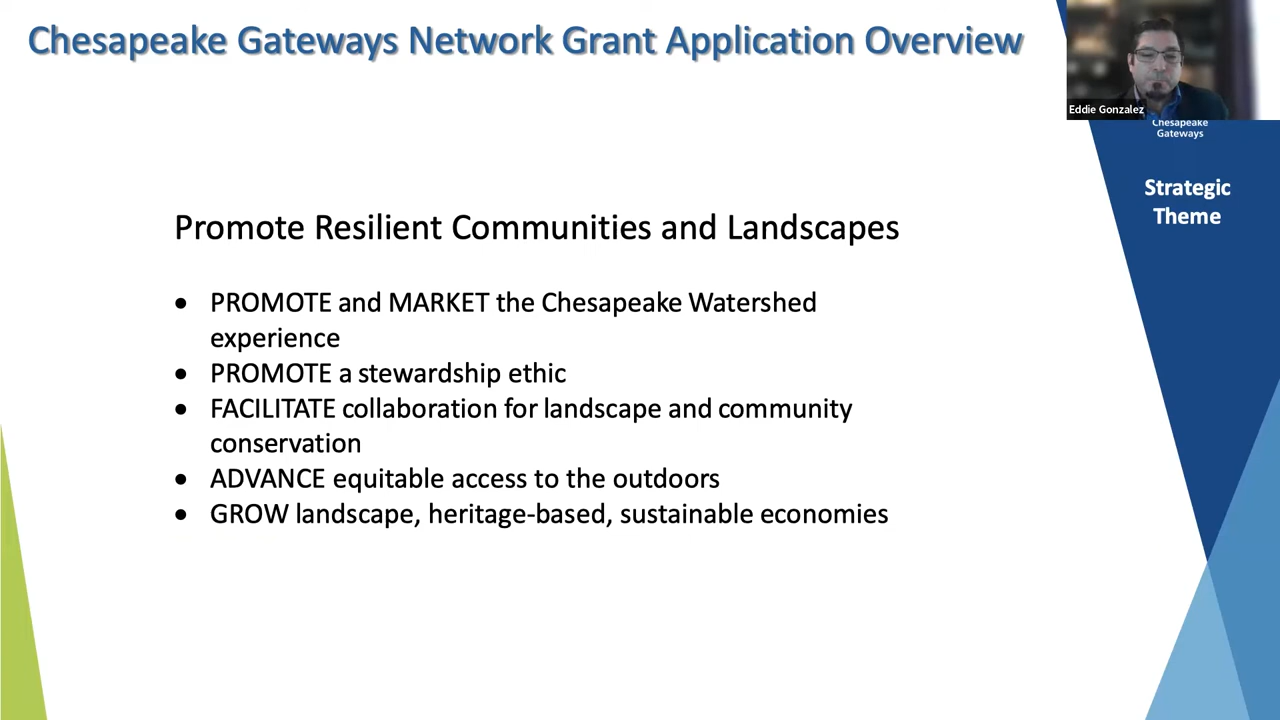 Chesapeake Gateways Network Grant Application Overview
Eddie Gonzalez
Chesapeake
Gateways
Strategic
Theme
Promote Resilient Communities and Landscapes
• PROMOTE and MARKET the Chesapeake Watershed
experience
• PROMOTE a stewardship ethic
• FACILITATE collaboration for landscape and community
conservation
• ADVANCE equitable access to the outdoors
• GROW landscape, heritage-based, sustainable economies